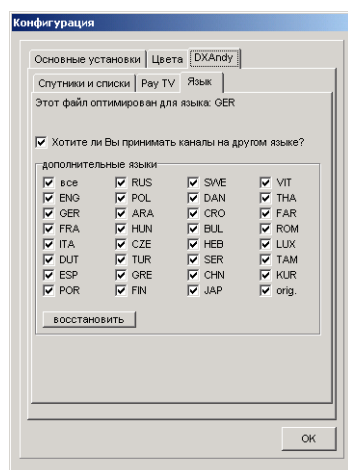 Конфигурация
Основные установки Цвета DXAndy
Спутники и списки Pay TV Язык
Этот файл оптимирован для языка: GER
Хотите ли Вы принимать каналы на другом языке?
дополнительные языки
все RUS SWE VIT
ENG POL DAN THA
GER ARA CRO FAR
FRA HUN BUL ROM
ITA CZE HEB LUX
DUT TUR SER TAM
ESP GRE CHN KUR
POR FIN JAP orig.
восстановить
OK